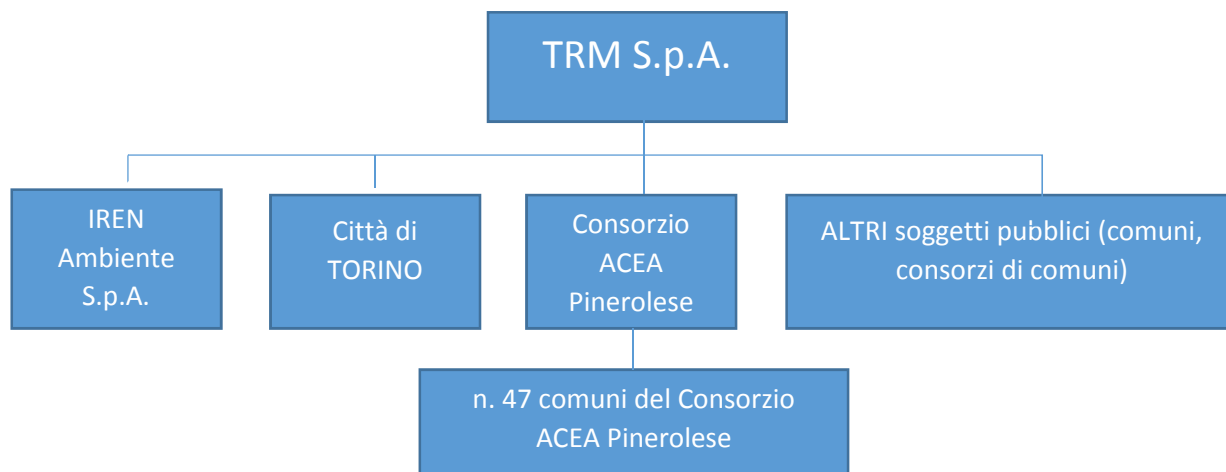 TRM S.p.A.
IREN
Ambiente
S.p.A.
Città di
TORINO
Consorzio
ACEA
Pinerolese
ALTRI soggetti pubblici (comuni,
consorzi di comuni)
n. 47 comuni del Consorzio
ACEA Pinerolese